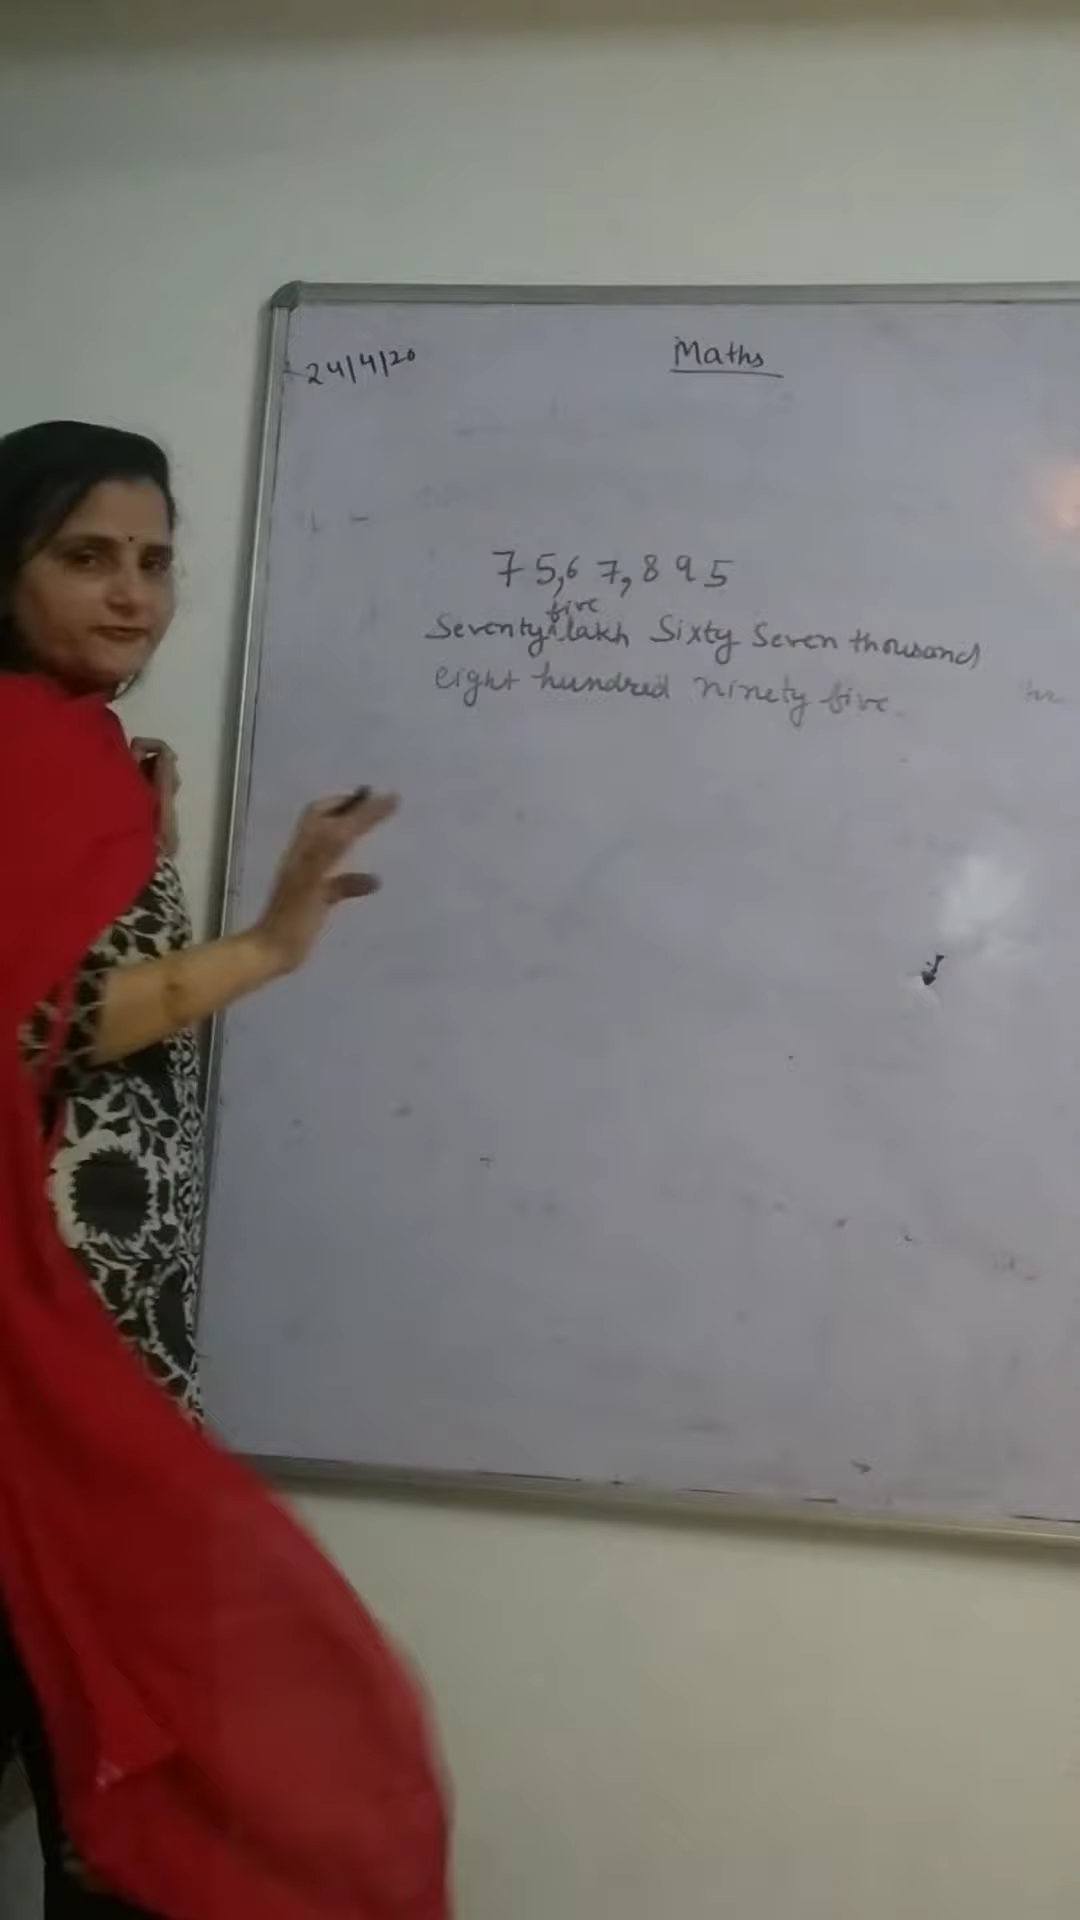 24/4/20
Maths
75,67,895
five
Seventy^lakh Sixty Seven thousand
eight hundred ninety five